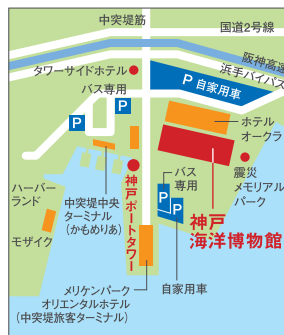 中突堤筋
国道2号線
阪神高速
浜手バイパス
タワーサイドホテル
バス専用
P
P
P 自家用車
ホテル
オークラ
震災
メモリアル
パーク
神戸
海洋博物館
神戸ポートタワー
中突堤中央
ターミナル
(かもめりあ)
ハーバー
ランド
モザイク
バス
専用
P
P
自家用車
メリケンパーク
オリエンタルホテル
(中突堤旅客ターミナル)